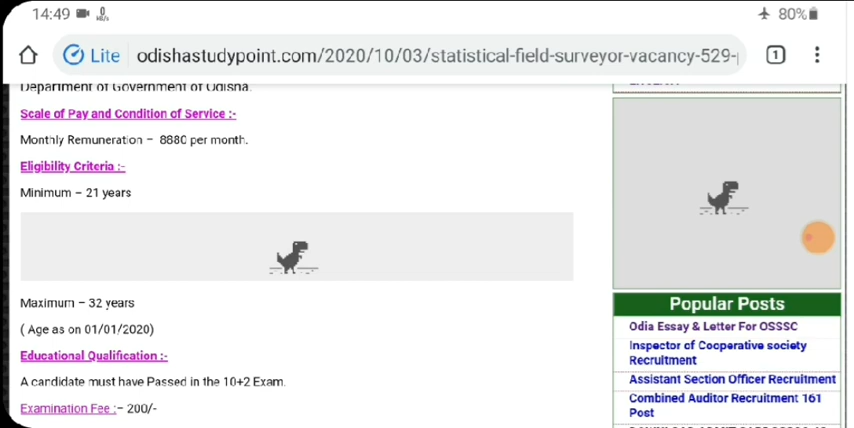 14:49
0
KB/s
80%
Lite odishastudypoint.com/2020/10/03/statistical-field-surveyor-vacancy-529-
1
Department of Government of Odisha.
Scale of Pay and Condition of Service :-
Monthly Remuneration – 8880 per month.
Eligibility Criteria :-
Minimum – 21 years
Maximum – 32 years
( Age as on 01/01/2020)
Educational Qualification :-
A candidate must have Passed in the 10+2 Exam.
Examination Fee :– 200/-
Popular Posts
Odia Essay & Letter For OSSSC
Inspector of Cooperative society
Recruitment
Assistant Section Officer Recruitment
Combined Auditor Recruitment 161
Post